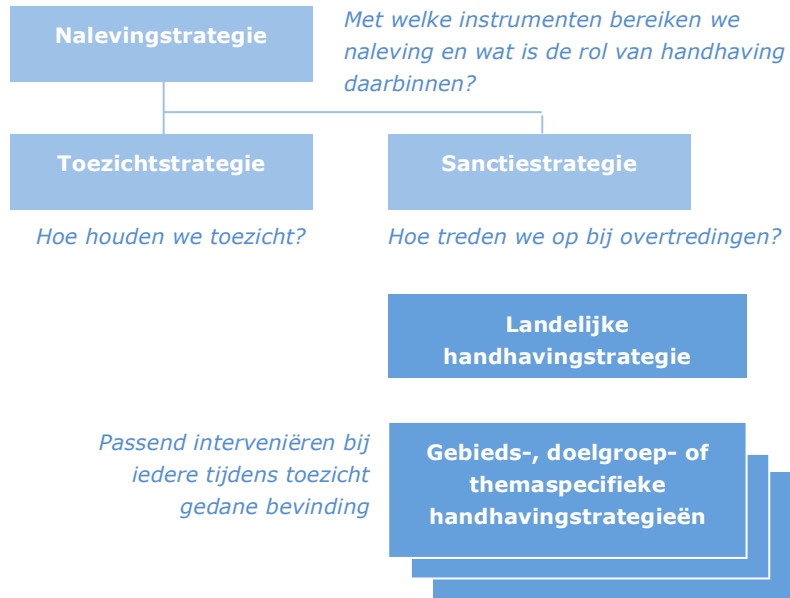 Nalevingstrategie
Met welke instrumenten bereiken we
naleving en wat is de rol van handhaving
daarbinnen?
Toezichtstrategie
Sanctiestrategie
Hoe houden we toezicht?
Hoe treden we op bij overtredingen?
Landelijke
handhavingstrategie
Passend interveniëren bij
iedere tijdens toezicht
gedane bevinding
Gebieds-, doelgroep- of
themaspecifieke
handhavingstrategieën